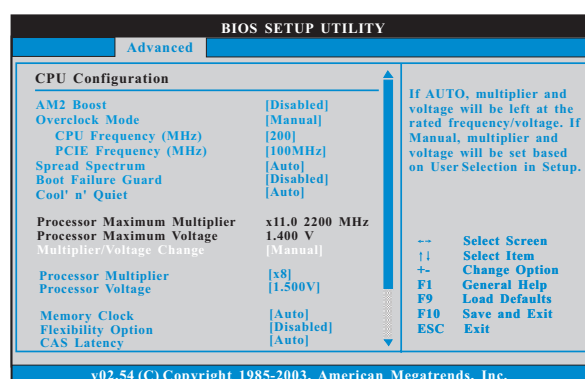 BIOS SETUP UTILITY
Advanced
CPU Configuration
AM2 Boost [Disabled]
Overclock Mode [Manual]
CPU Frequency (MHz) [200]
PCIE Frequency (MHz) [100MHz]
Spread Spectrum [Auto]
Boot Failure Guard [Disabled]
Cool' n' Quiet [Auto]
Processor Maximum Multiplier x11.0 2200 MHz
Processor Maximum Voltage 1.400 V
Multiplier/Voltage Change [Manual]
Processor Multiplier [x8]
Processor Voltage [1.500V]
Memory Clock [Auto]
Flexibility Option [Disabled]
CAS Latency [Auto]
If AUTO, multiplier and
voltage will be left at the
rated frequency/voltage. If
Manual, multiplier and
voltage will be set based
on User Selection in Setup.
←→ Select Screen
↑↓ Select Item
+- Change Option
F1 General Help
F9 Load Defaults
F10 Save and Exit
ESC Exit
v02.54 (C) Copyright 1985-2003, American Megatrends, Inc.